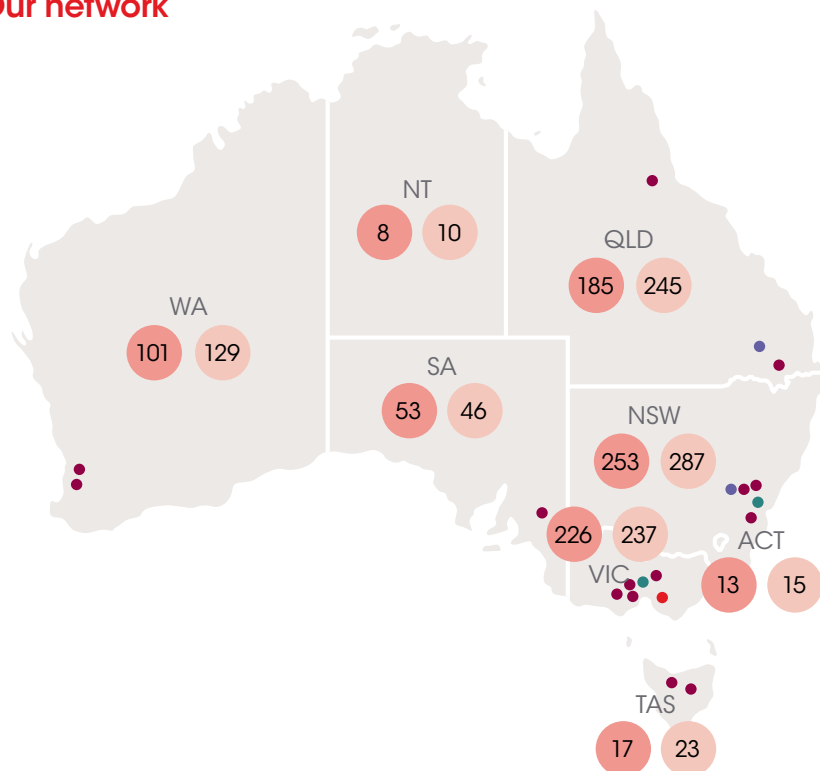 Our network
NT
8 10
QLD
185 245
WA
101 129
SA
53 46
NSW
253 287
226 237
ACT
VIC
13 15
TAS
17 23